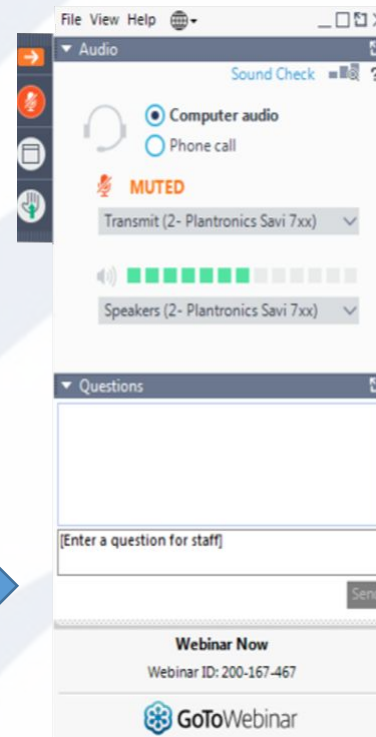 File View Help
Audio
Sound Check ?
Computer audio
Phone call
MUTED
Transmit (2- Plantronics Savi 7xx)
Speakers (2- Plantronics Savi 7xx)
Questions
[Enter a question for staff]
Send
Webinar Now
Webinar ID: 200-167-467
GoToWebinar